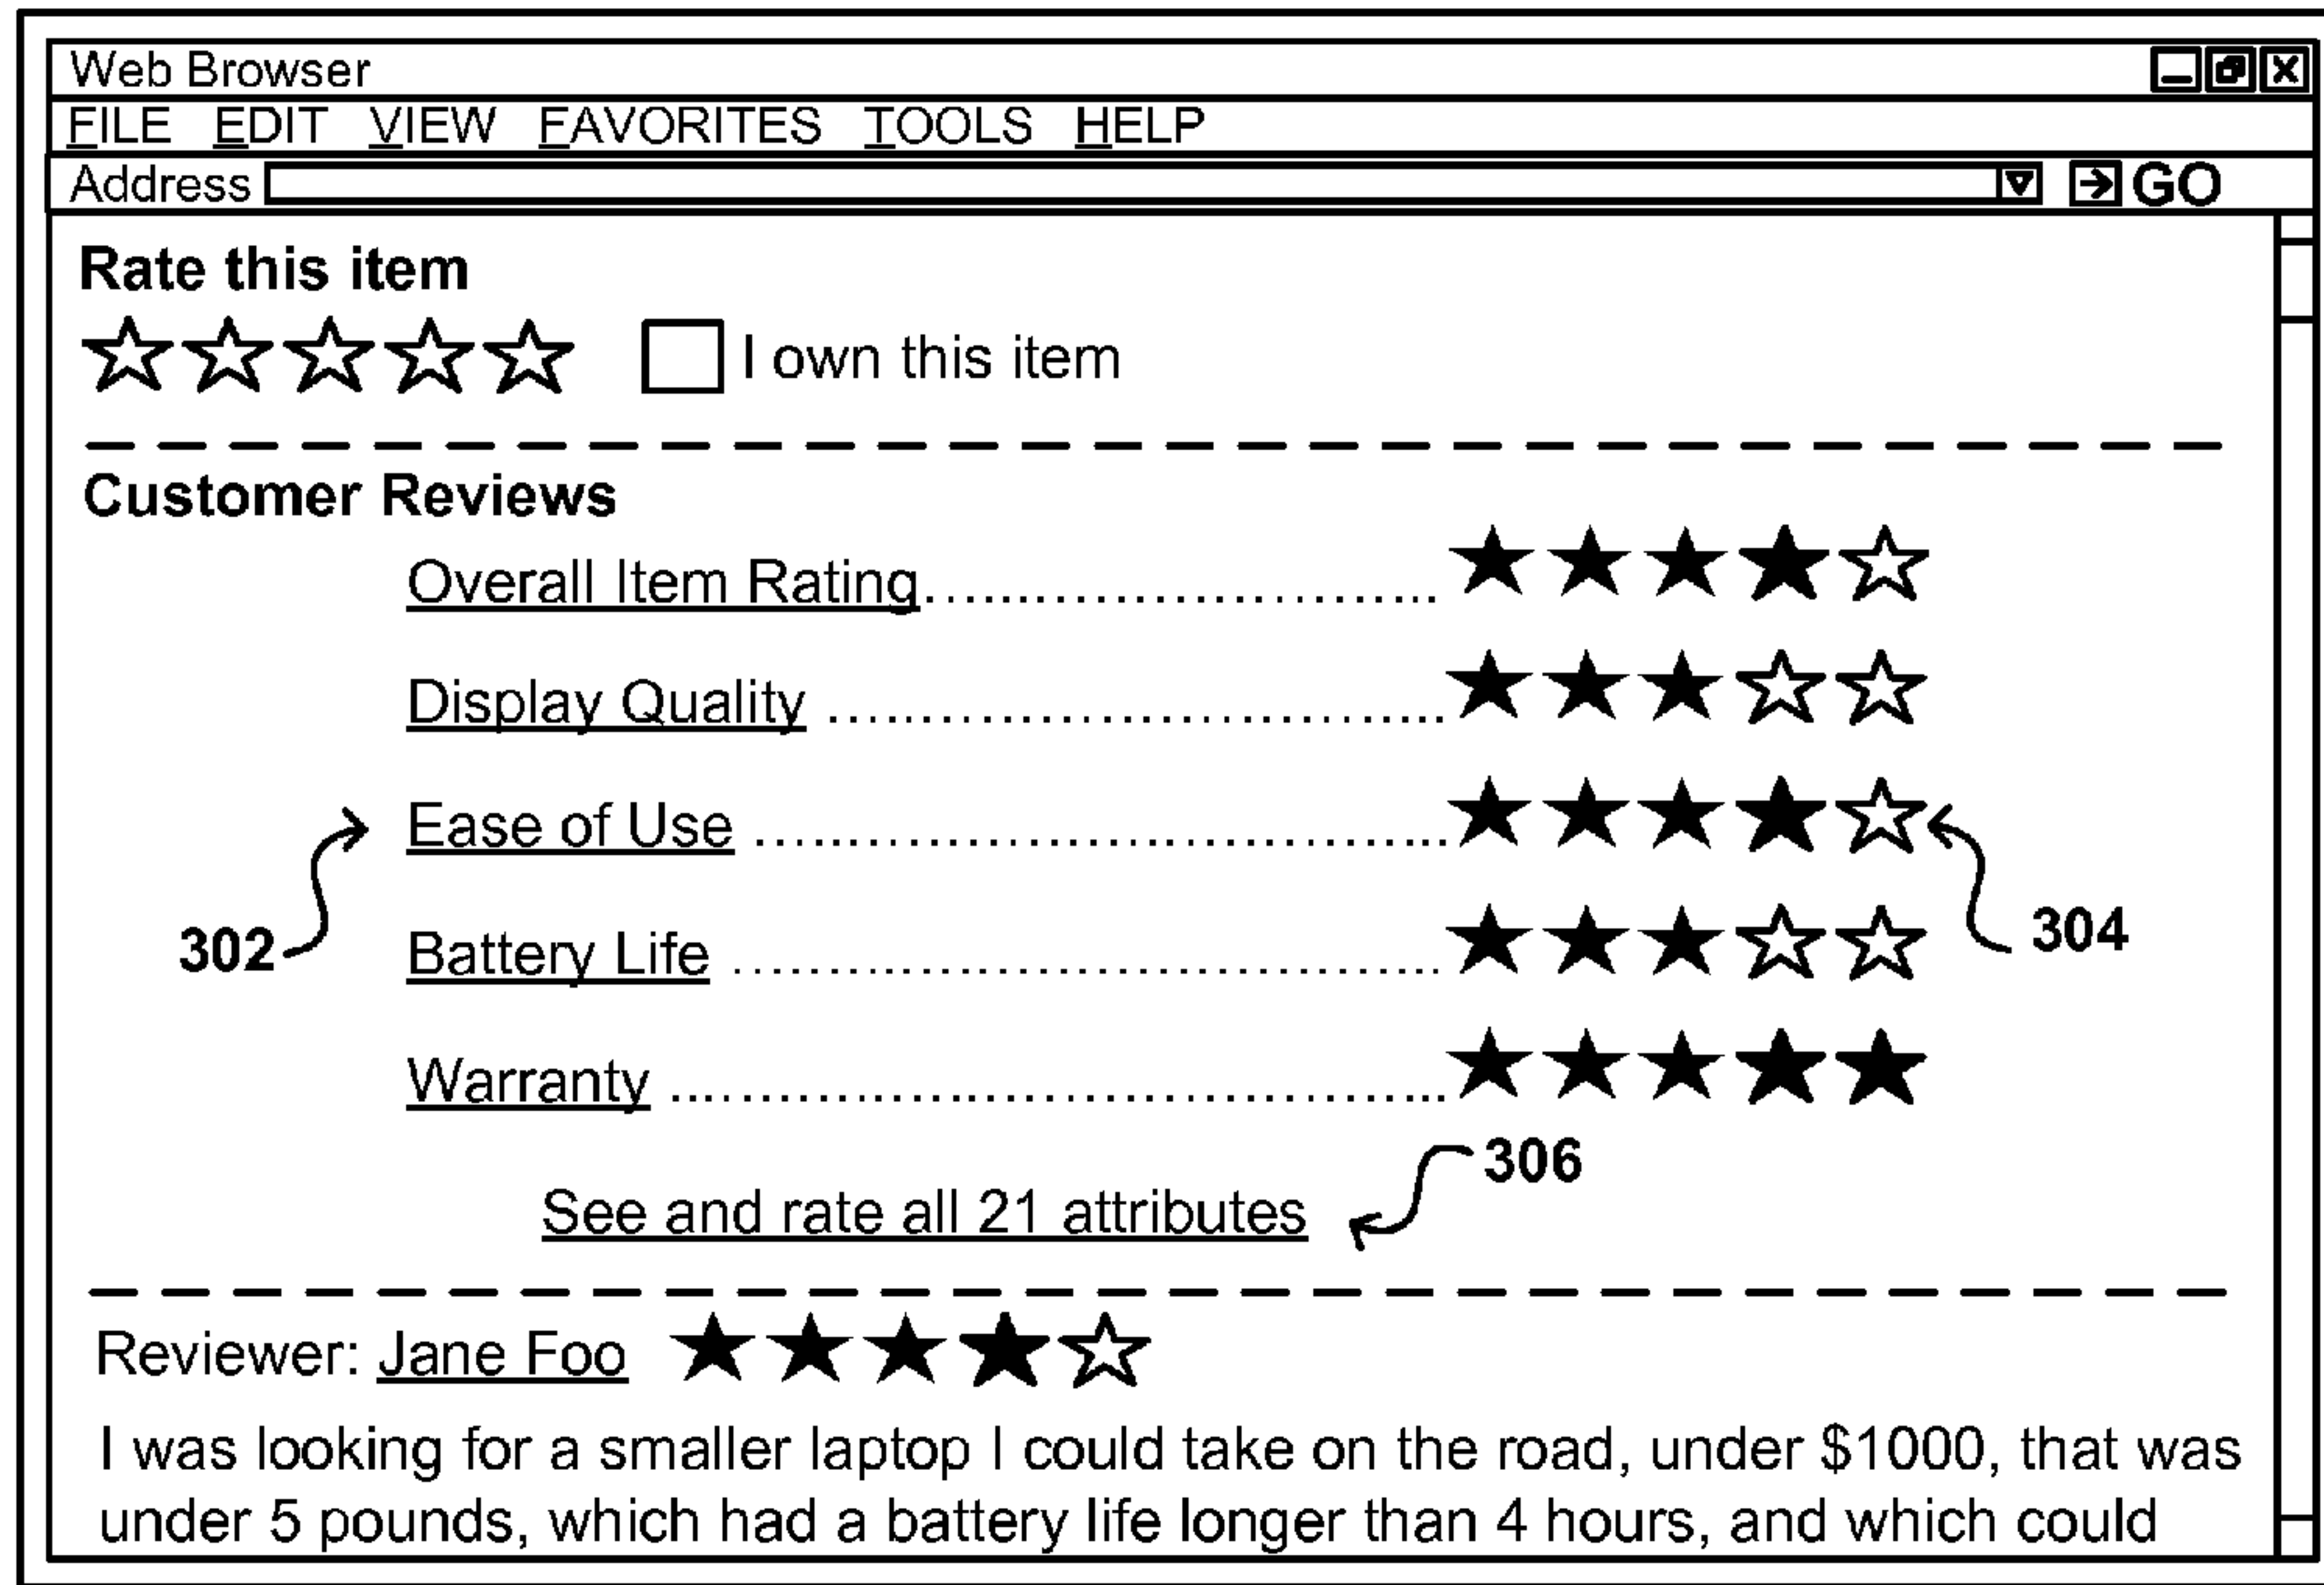 Web Browser
FILE EDIT VIEW FAVORITES TOOLS HELP
Address GO
Rate this item
I own this item
Customer Reviews
Overall Item Rating..............................
Display Quality ..................................
Ease of Use ......................................
302 304
Battery Life ......................................
Warranty ..........................................
306
See and rate all 21 attributes
Reviewer: Jane Foo
I was looking for a smaller laptop I could take on the road, under $1000, that was
under 5 pounds, which had a battery life longer than 4 hours, and which could